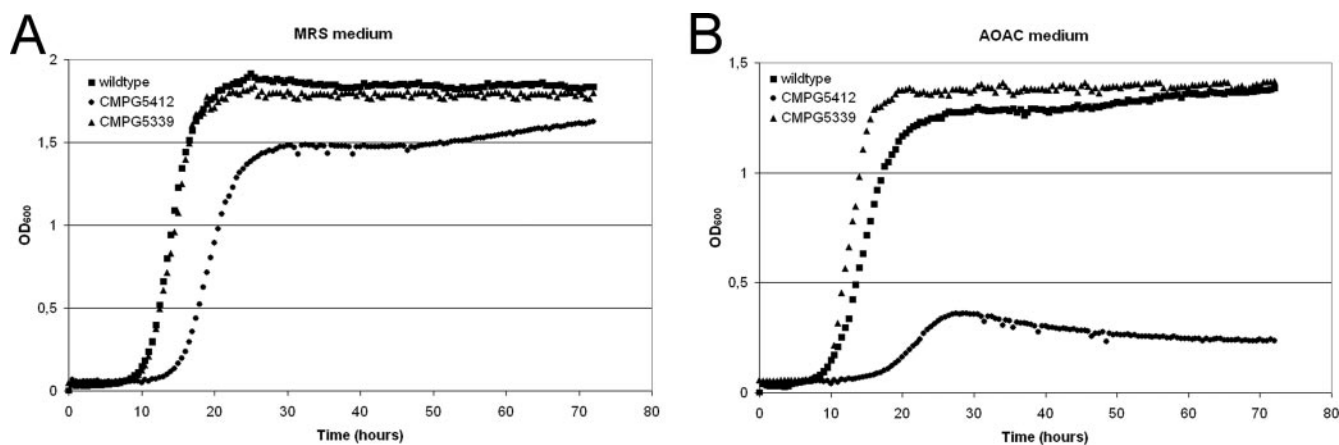 A
MRS medium
2
1,5
1
0,5
0
OD600
wildtype
CMPG5412
CMPG5339
0 10 20 30 40 50 60 70 80
Time (hours)
B
AOAC medium
1,5
1
0,5
0
OD600
wildtype
CMPG5412
CMPG5339
0 10 20 30 40 50 60 70 80
Time (hours)